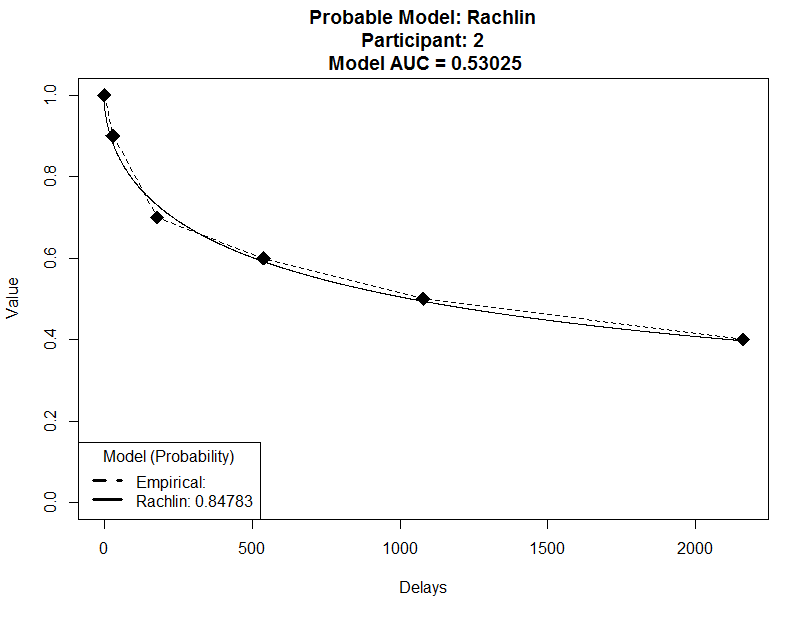 Probable Model: Rachlin
Participant: 2
Model AUC = 0.53025
Value
1.0
0.8
0.6
0.4
0.2
0.0
Model (Probability)
Empirical:
Rachlin: 0.84783
0 500 1000 1500 2000
Delays